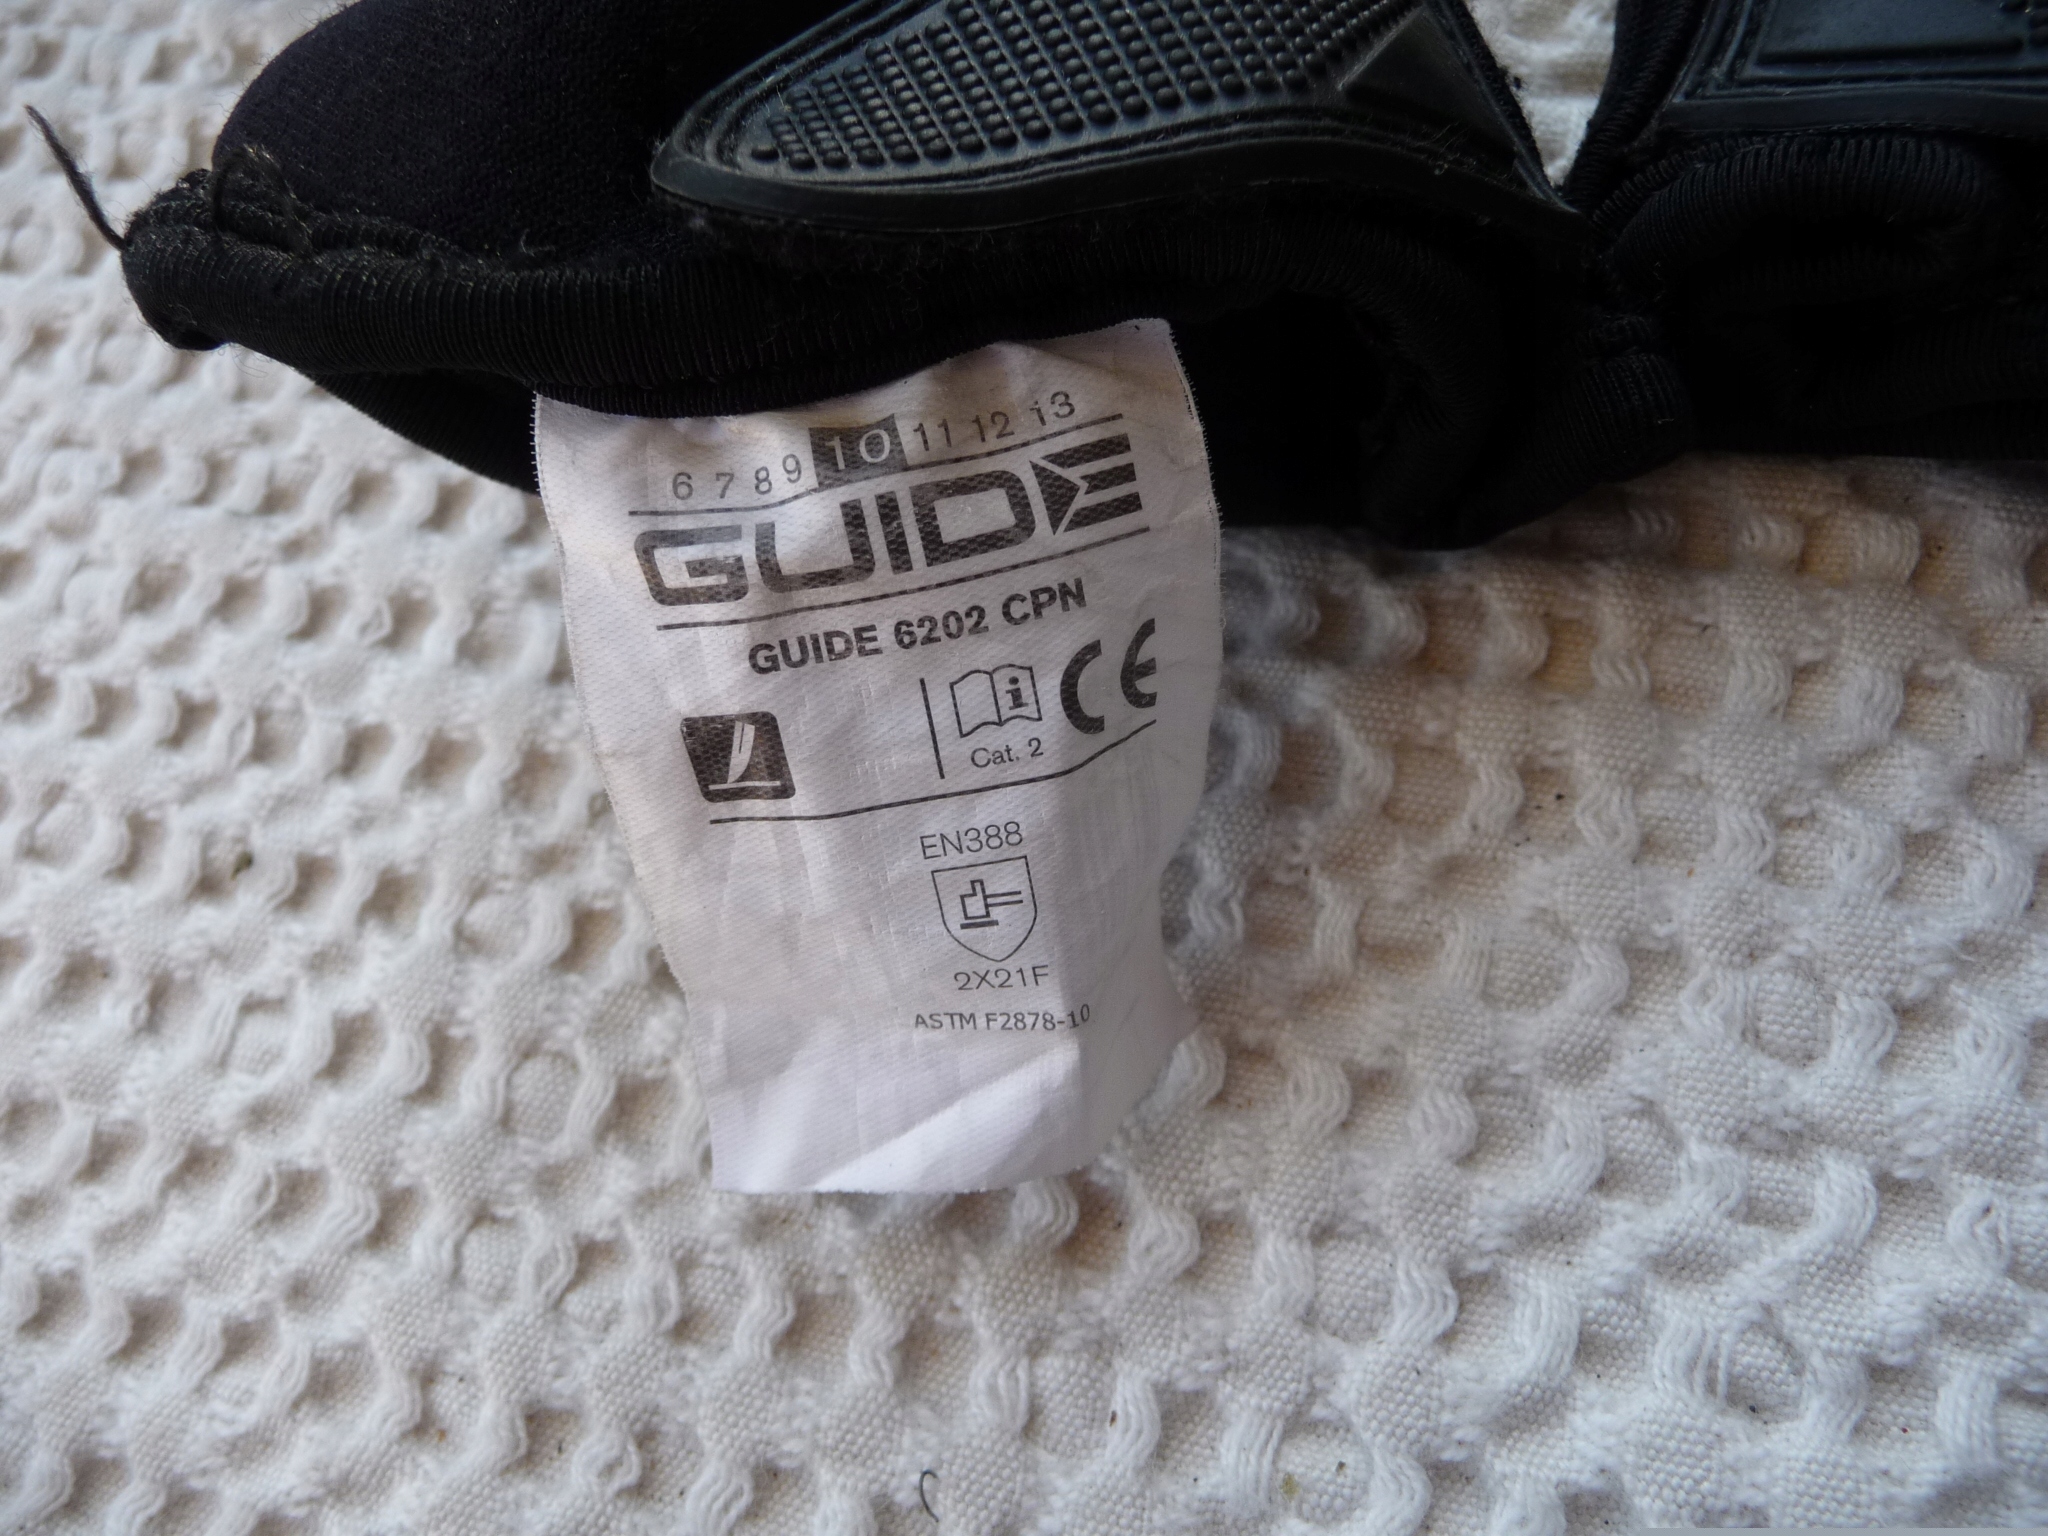 6 7 8 9 10 11 12 13
GUIDE
GUIDE 6202 CPN
i CE
Cat. 2
EN388
2X21F
ASTM F2878-10